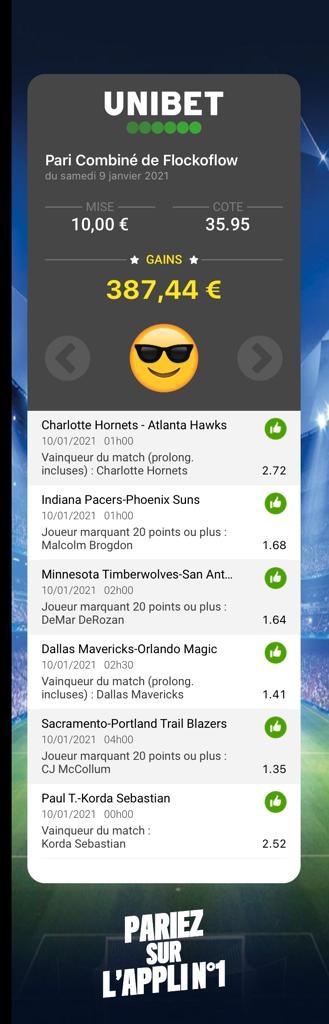 UNIBET
Pari Combiné de Flockoflow
du samedi 9 janvier 2021
MISE
COTE
10,00 €
35.95
GAINS
387,44 €
Charlotte Hornets - Atlanta Hawks
10/01/2021 01h00
Vainqueur du match (prolong.
incluses) : Charlotte Hornets
2.72
Indiana Pacers-Phoenix Suns
10/01/2021 01h00
Joueur marquant 20 points ou plus :
Malcolm Brogdon
1.68
Minnesota Timberwolves-San Ant...
10/01/2021 02h00
Joueur marquant 20 points ou plus :
DeMar DeRozan
1.64
Dallas Mavericks-Orlando Magic
10/01/2021 02h30
Vainqueur du match (prolong.
incluses) : Dallas Mavericks
1.41
Sacramento-Portland Trail Blazers
10/01/2021 04h00
Joueur marquant 20 points ou plus :
CJ McCollum
1.35
Paul T.-Korda Sebastian
10/01/2021 00h00
Vainqueur du match :
Korda Sebastian
2.52
PARIEZ
SUR
L'APPLI N°1